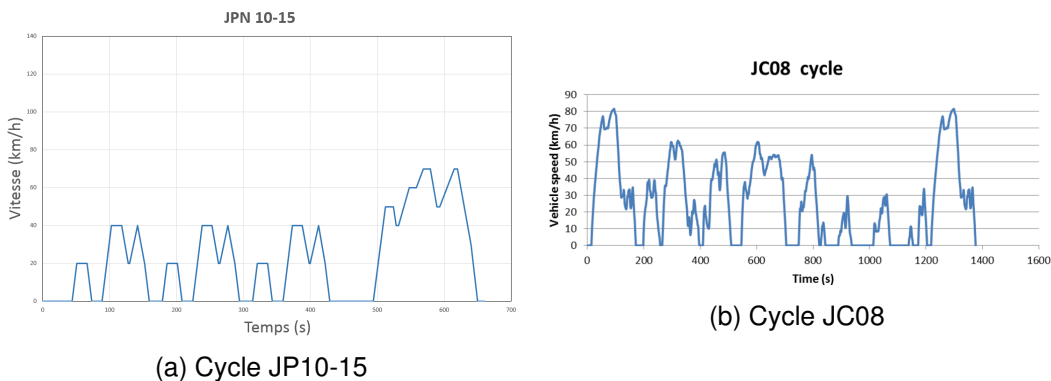 JPN 10-15
140
120
100
80
60
40
20
0
Vitesse (km/h)
0 100 200 300 400 500 600 700
Temps (s)
(a) Cycle JP10-15
JC08 cycle
90
80
70
60
50
40
30
20
10
0
Vehicle speed (km/h)
0 200 400 600 800 1000 1200 1400 1600
Time (s)
(b) Cycle JC08